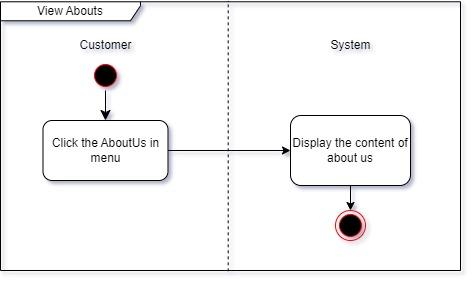 View Abouts
Customer
System
Click the AboutUs in
menu
Display the content of
about us